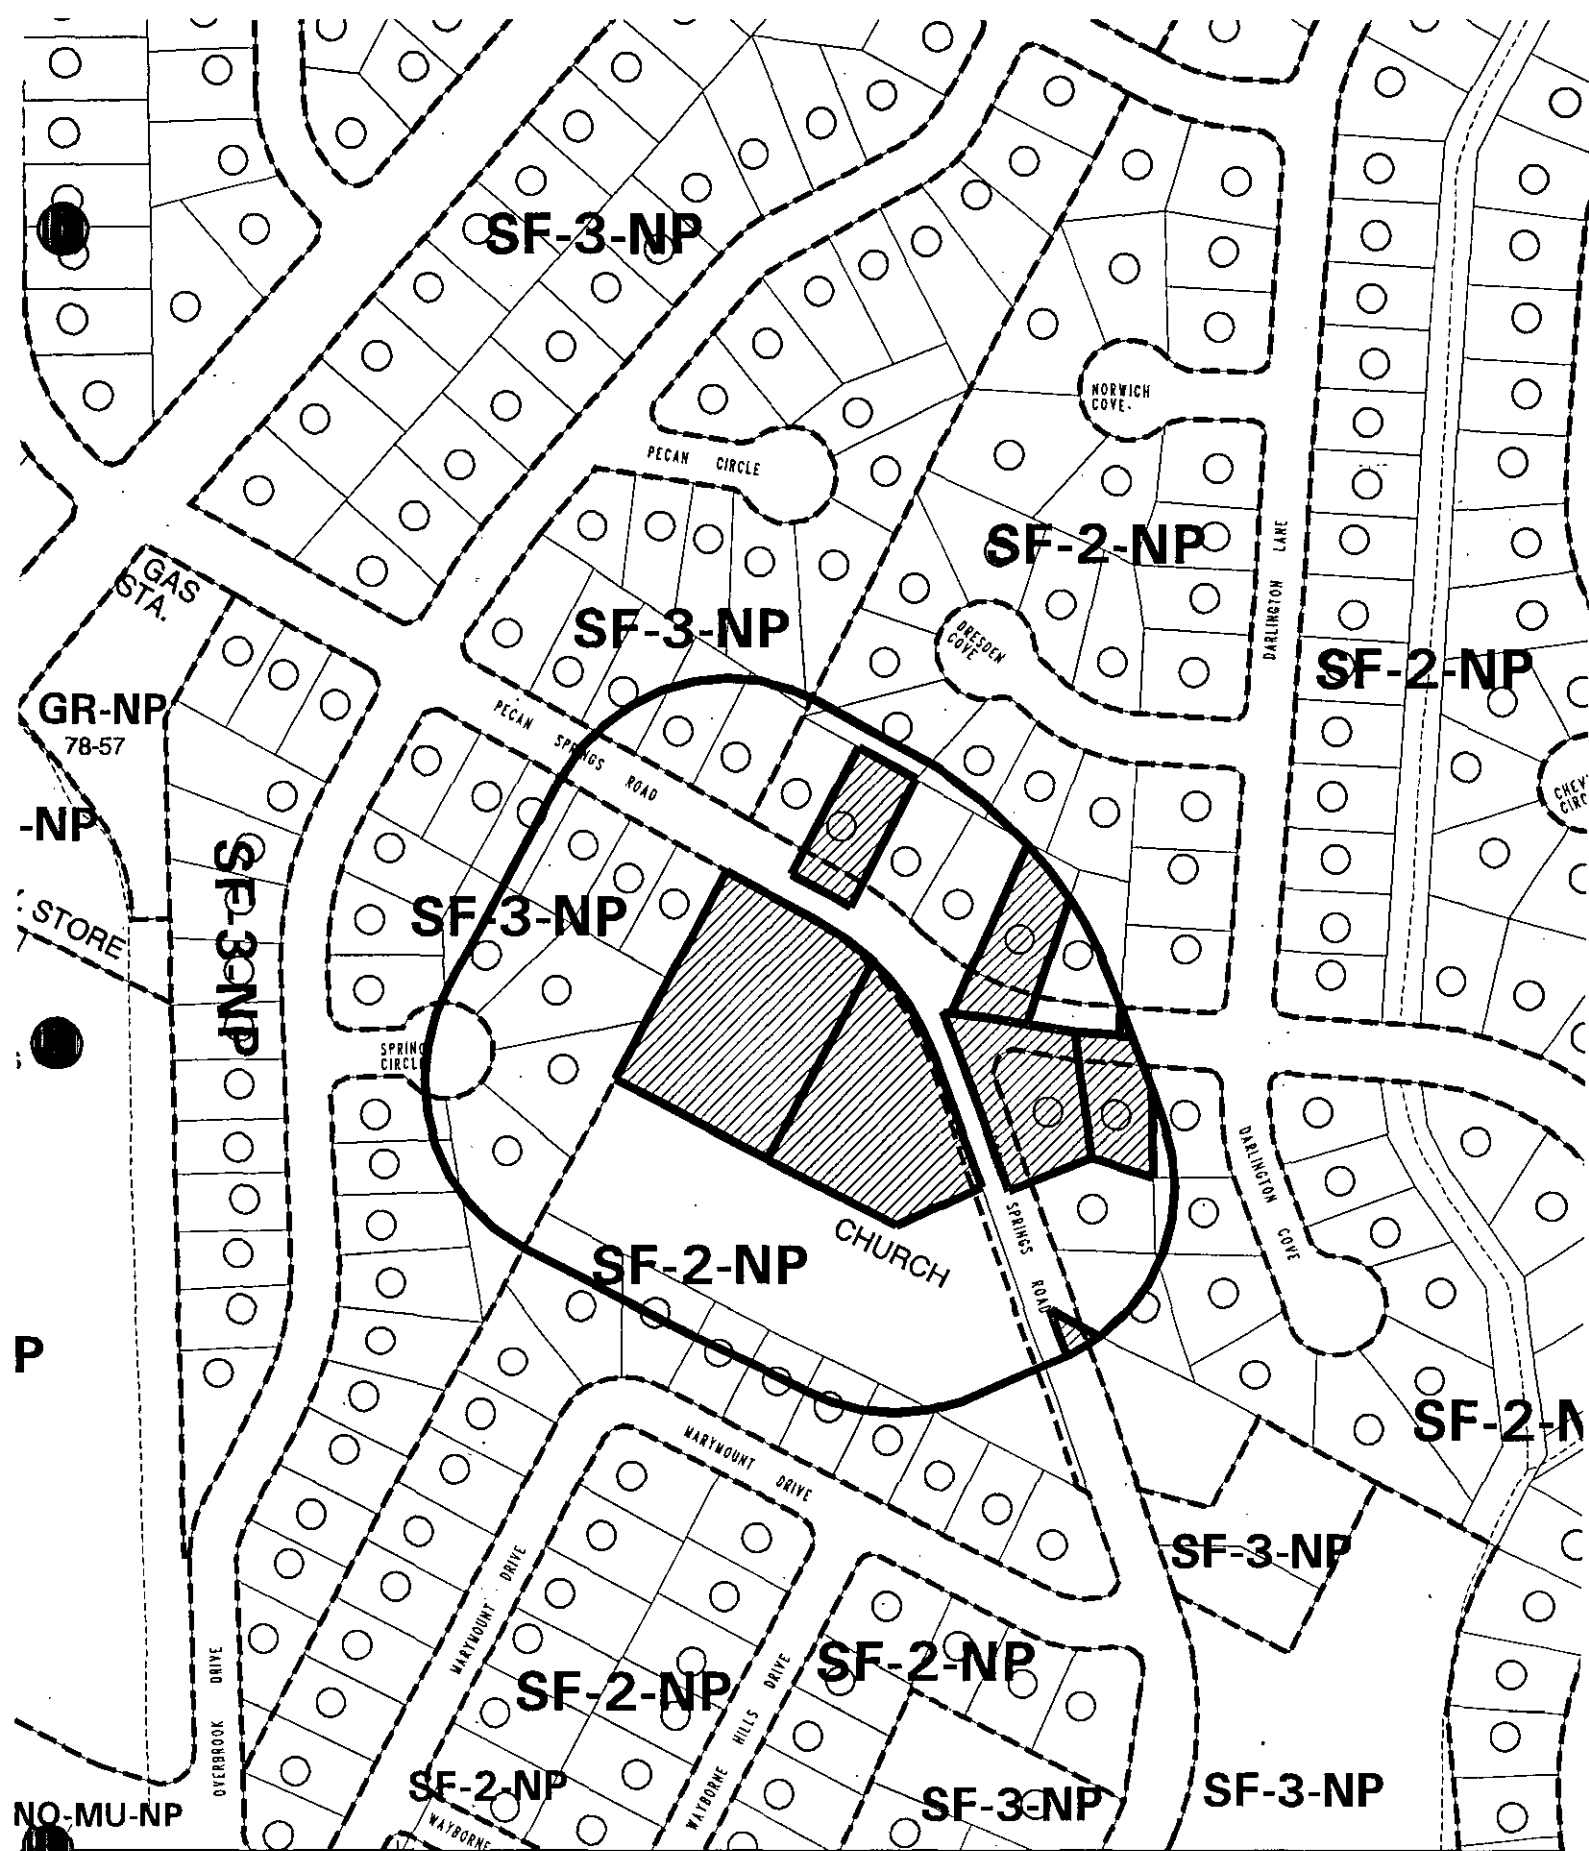 SF-3-NP
NORWICH
COVE.
PECAN CIRCLE
SF-2-NP
DARLINGTON LANE
GAS
STA.
SF-3-NP
DRESDEN
COVE
SF-2-NP
GR-NP
78-57
PECAN SPRINGS ROAD
-NP
CIRC
SF-3-NP
STORE
SF-3-NP
SPRING
CIRCLE
DARLINGTON COVE
SPRINGS ROAD
CHURCH
SF-2-NP
P
SF-2-N
MARYMOUNT DRIVE
SF-3-NP
MARYMOUNT DRIVE
SF-2-NP
SF-2-NP
OVERBROOK DRIVE
WAYBORNE HILLS DRIVE
SF-2-NP
SF-3-NP
SF-3-NP
NO-MU-NP
WAYBORNE